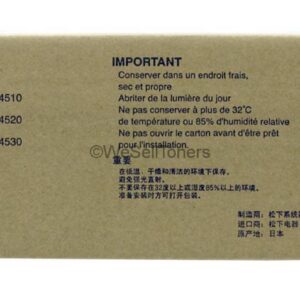 IMPORTANT
Conserver dans un endroit frais,
sec et propre
Abriter de la lumière du jour
Ne pas conserver à plus de 32°C
de température ou 85% d'humidité relative
Ne pas ouvrir le carton avant d'être prêt
pour l'installation.
4510
4520
4530
©WeSellToners
重要
在低温、干燥和清洁的环境下保存。
避免强光直射。
不要保存在32度以上或湿度85%以上的环境下。
准备安装时方可打开包装。
制造商： 松下系统
进口商： 松下电器
原产地： 日本